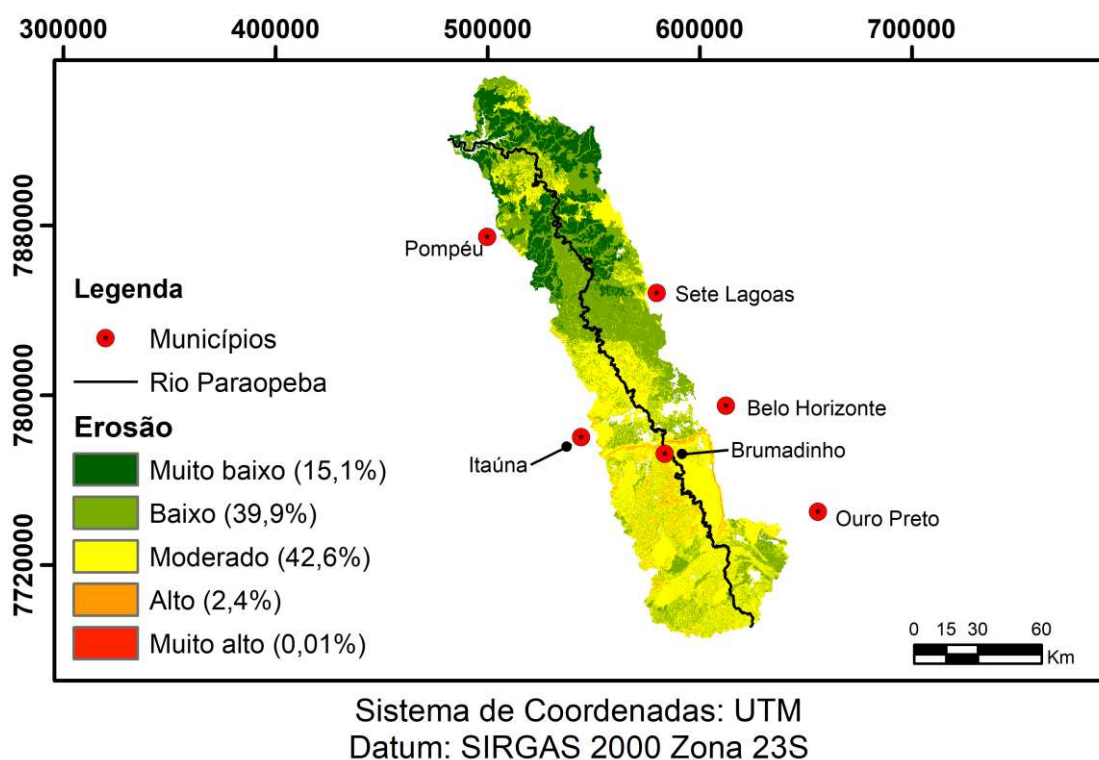 300000 400000 500000 600000 700000
7880000
7800000
7720000
Pompéu
Sete Lagoas
Belo Horizonte
Itaúna
Brumadinho
Ouro Preto
Legenda
Municípios
Rio Paraopeba
Erosão
Muito baixo (15,1%)
Baixo (39,9%)
Moderado (42,6%)
Alto (2,4%)
Muito alto (0,01%)
0 15 30 60
Km
Sistema de Coordenadas: UTM
Datum: SIRGAS 2000 Zona 23S